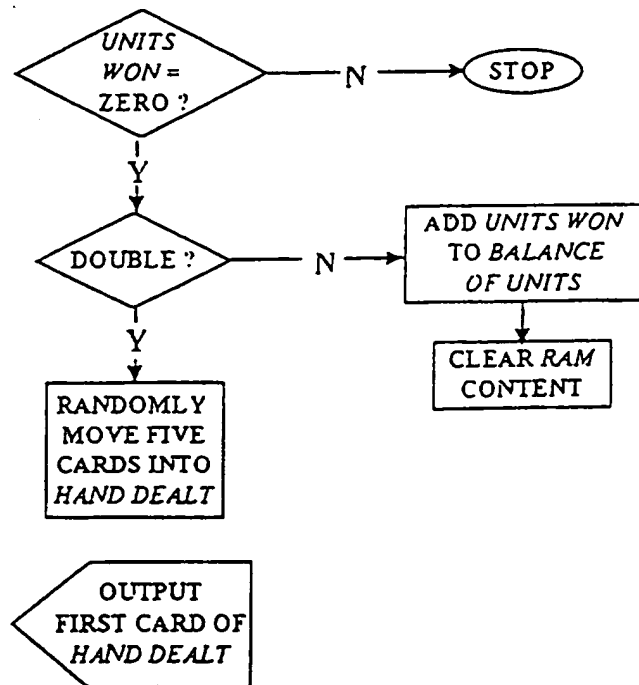 UNITS
WON =
ZERO ?
N
STOP
Y
DOUBLE ?
N
ADD UNITS WON
TO BALANCE
OF UNITS
Y
CLEAR RAM
CONTENT
RANDOMLY
MOVE FIVE
CARDS INTO
HAND DEALT
OUTPUT
FIRST CARD OF
HAND DEALT